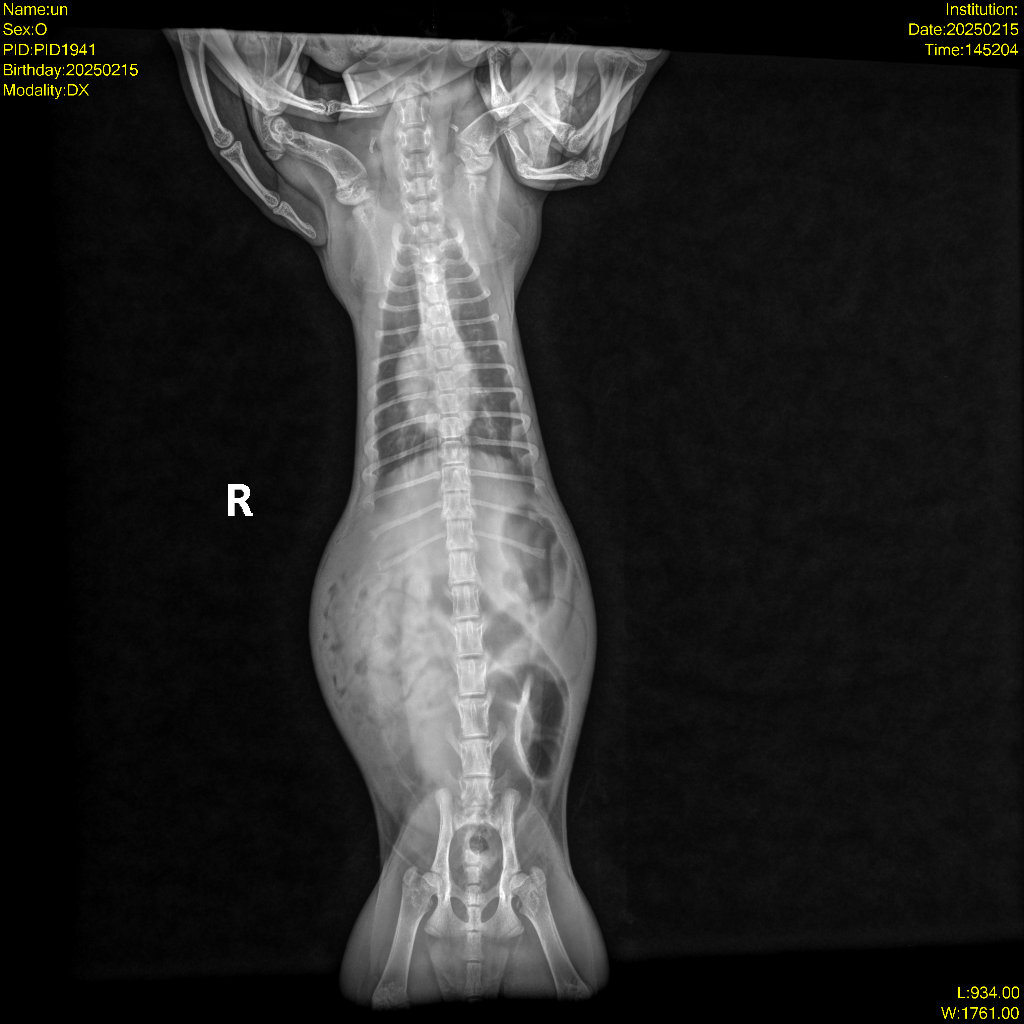 Name:un
Sex:O
PID:PID1941
Birthday:20250215
Modality:DX
Institution:
Date:20250215
Time:145204
R
L:934.00
W:1761.00